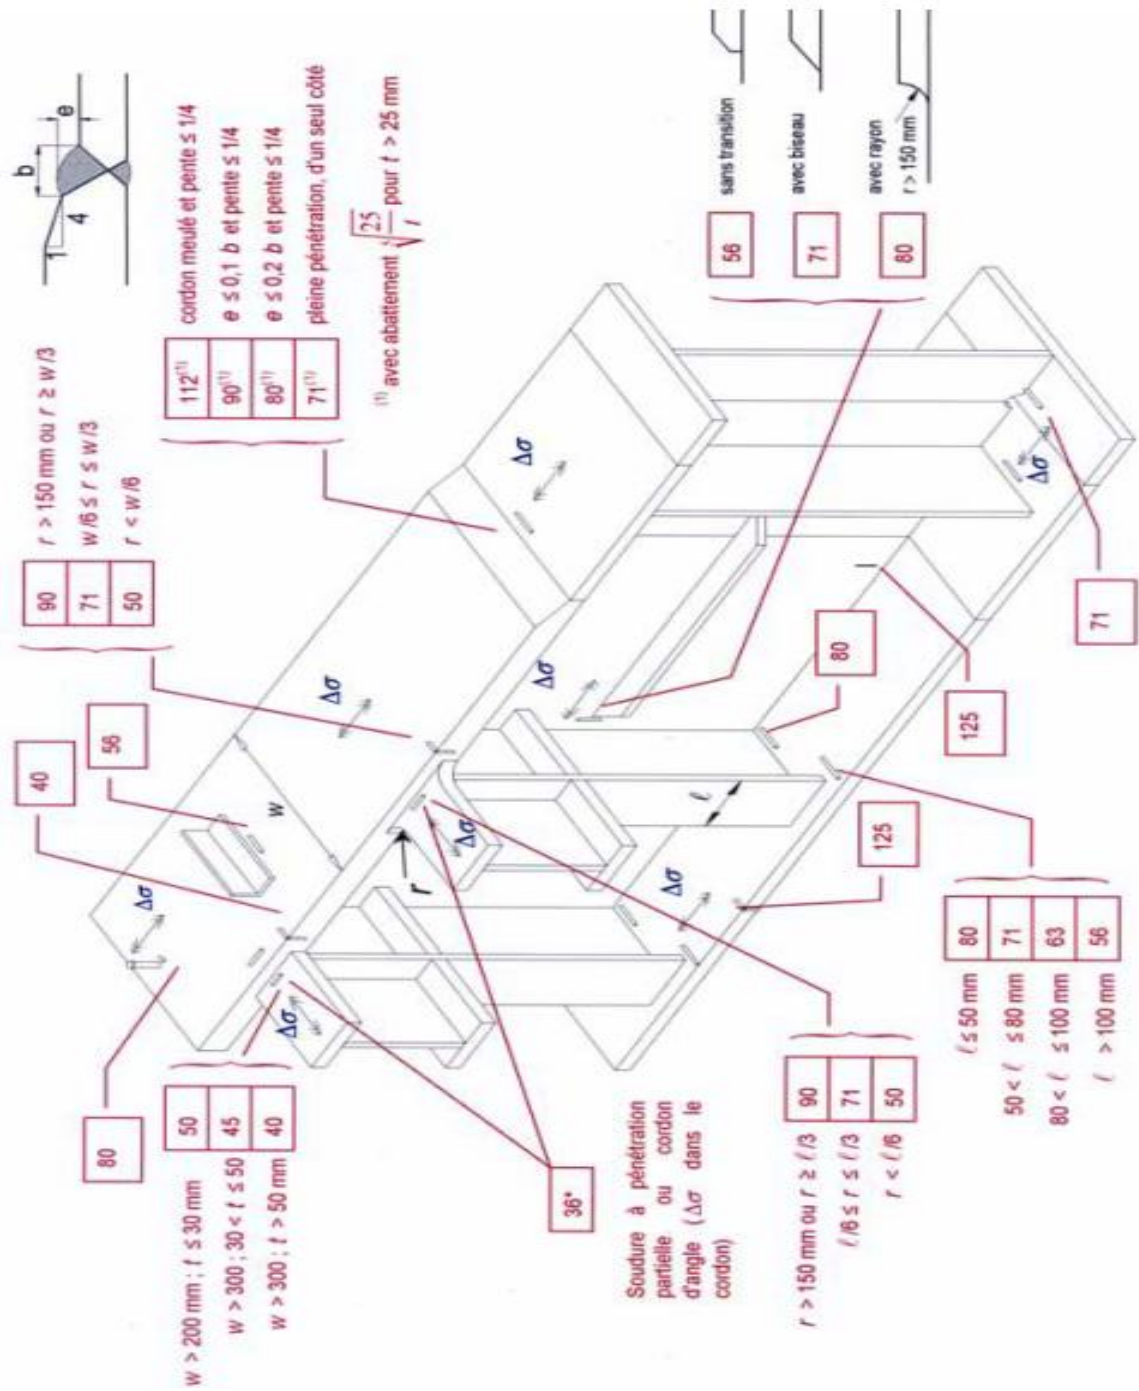 b
e
1
4
112(1) cordon meulé et pente ≤ 1/4
90(1) e ≤ 0,1 b et pente ≤ 1/4
80(1) e ≤ 0,2 b et pente ≤ 1/4
71(1) pleine pénétration, d'un seul côté
(1) avec abattement ⁵√25/t pour t > 25 mm
90 r > 150 mm ou r ≥ w/3
71 w/6 ≤ r ≤ w/3
50 r < w/6
56 sans transition
71 avec biseau
80 avec rayon
r > 150 mm
40
56
80
w > 200 mm ; t ≤ 30 mm 50
w > 300 ; 30 < t ≤ 50 45
w > 300 ; t > 50 mm 40
36*
Soudure à pénétration
partielle ou cordon
d'angle (Δσ dans le
cordon)
r > 150 mm ou r ≥ ℓ/3 90
ℓ/6 ≤ r ≤ ℓ/3 71
r < ℓ/6 50
ℓ ≤ 50 mm 80
50 < ℓ ≤ 80 mm 71
80 < ℓ ≤ 100 mm 63
ℓ > 100 mm 56
125
125
80
71
Δσ
Δσ
Δσ
Δσ
Δσ
Δσ
Δσ
Δσ
w
r
ℓ